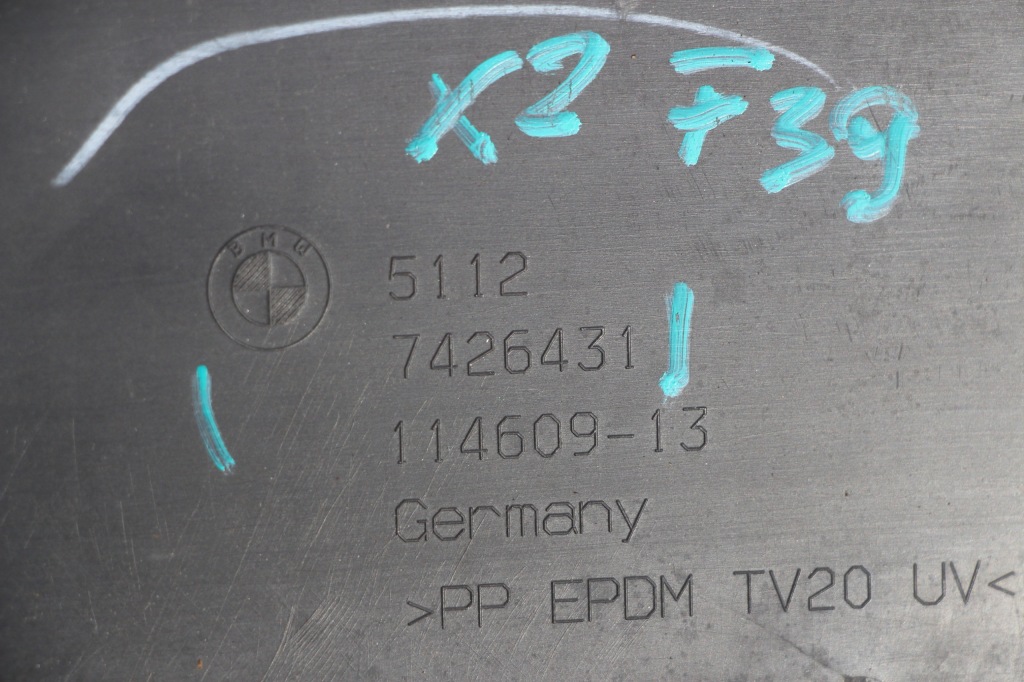 X2 F39
BMW
5112
7426431
114609-13
Germany
>PP EPDM TV20 UV<